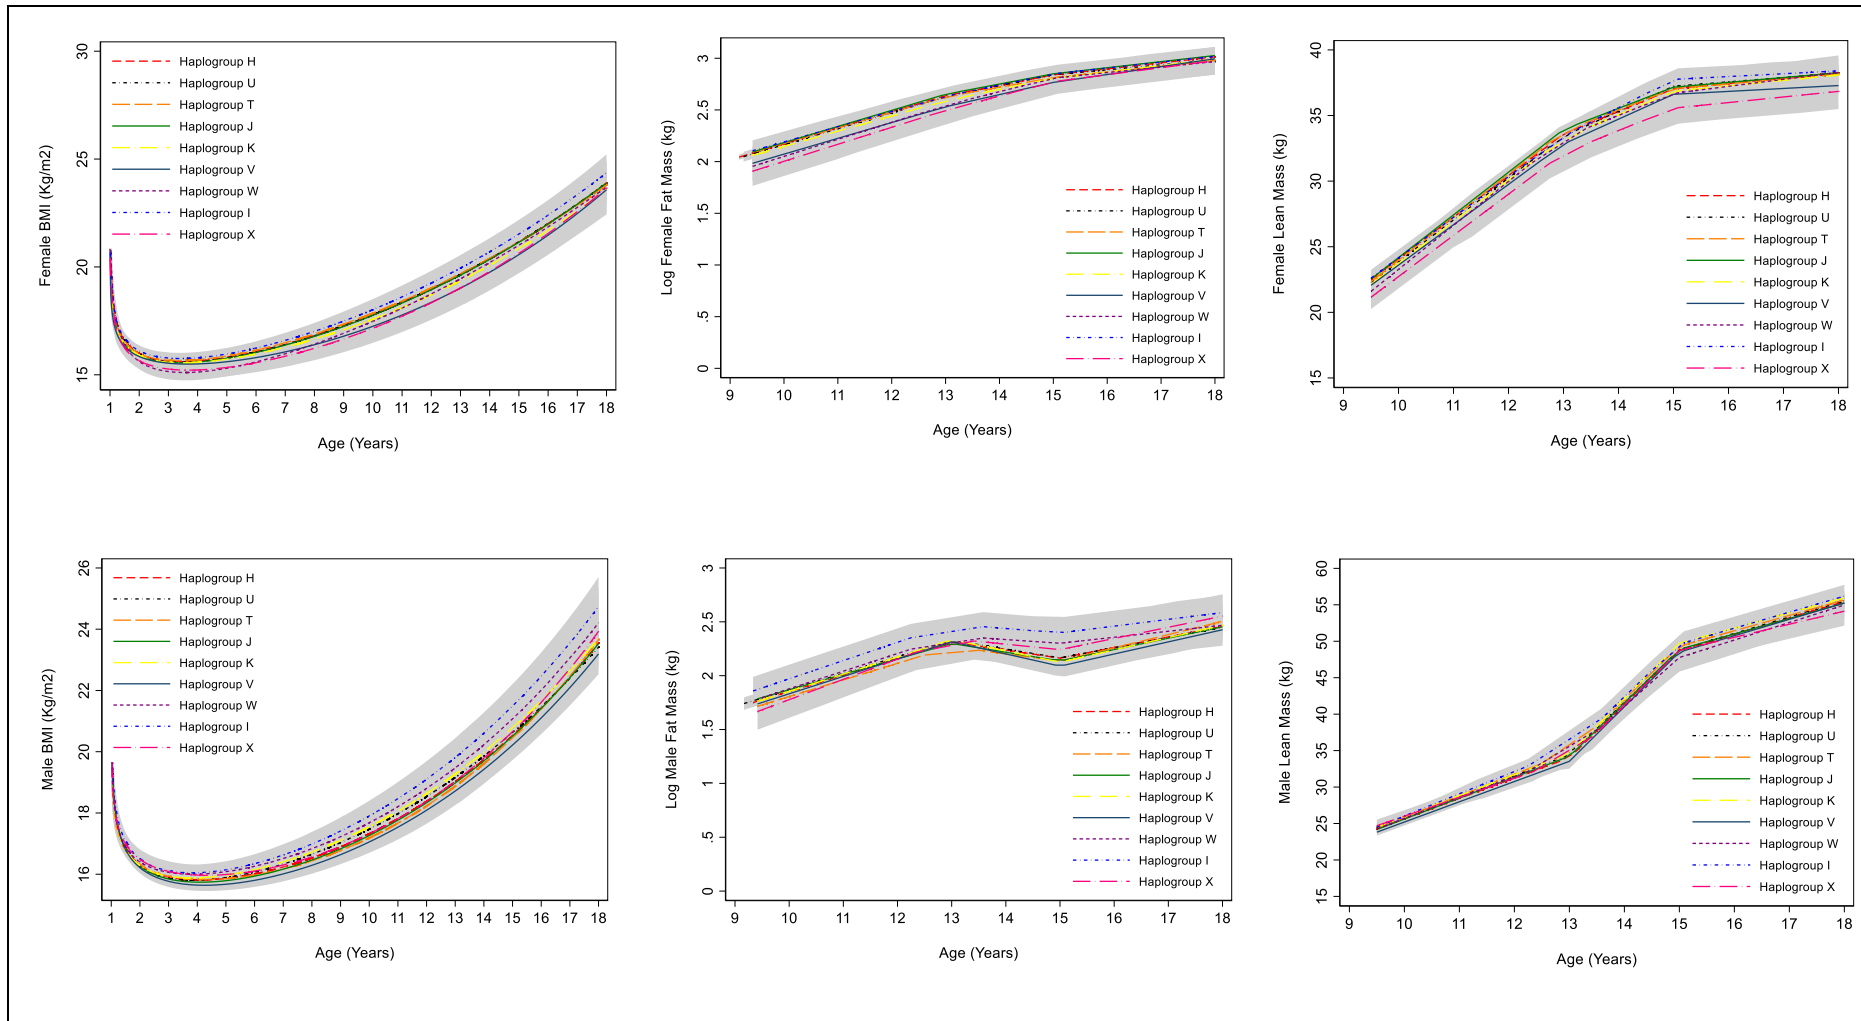 30
25
20
15
Female BMI (Kg/m2)
Haplogroup H
Haplogroup U
Haplogroup T
Haplogroup J
Haplogroup K
Haplogroup V
Haplogroup W
Haplogroup I
Haplogroup X
1 2 3 4 5 6 7 8 9 10 11 12 13 14 15 16 17 18
Age (Years)
3
2.5
2
1.5
1
.5
0
Log Female Fat Mass (kg)
Haplogroup H
Haplogroup U
Haplogroup T
Haplogroup J
Haplogroup K
Haplogroup V
Haplogroup W
Haplogroup I
Haplogroup X
9 10 11 12 13 14 15 16 17 18
Age (Years)
40
35
30
25
20
15
Female Lean Mass (kg)
Haplogroup H
Haplogroup U
Haplogroup T
Haplogroup J
Haplogroup K
Haplogroup V
Haplogroup W
Haplogroup I
Haplogroup X
9 10 11 12 13 14 15 16 17 18
Age (Years)
26
24
22
20
18
16
Male BMI (Kg/m2)
Haplogroup H
Haplogroup U
Haplogroup T
Haplogroup J
Haplogroup K
Haplogroup V
Haplogroup W
Haplogroup I
Haplogroup X
1 2 3 4 5 6 7 8 9 10 11 12 13 14 15 16 17 18
Age (Years)
3
2.5
2
1.5
1
.5
0
Log Male Fat Mass (kg)
Haplogroup H
Haplogroup U
Haplogroup T
Haplogroup J
Haplogroup K
Haplogroup V
Haplogroup W
Haplogroup I
Haplogroup X
9 10 11 12 13 14 15 16 17 18
Age (Years)
60
55
50
45
40
35
30
25
20
15
Male Lean Mass (kg)
Haplogroup H
Haplogroup U
Haplogroup T
Haplogroup J
Haplogroup K
Haplogroup V
Haplogroup W
Haplogroup I
Haplogroup X
9 10 11 12 13 14 15 16 17 18
Age (Years)